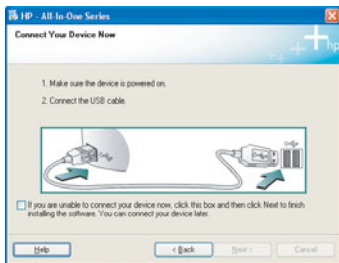 HP - All-In-One Series
Connect Your Device Now
hp
1. Make sure the device is powered on.
2. Connect the USB cable.
If you are unable to connect your device now, click this box and then click Next to finish
installing the software. You can connect your device later.
Help
< Back
Next >
Cancel